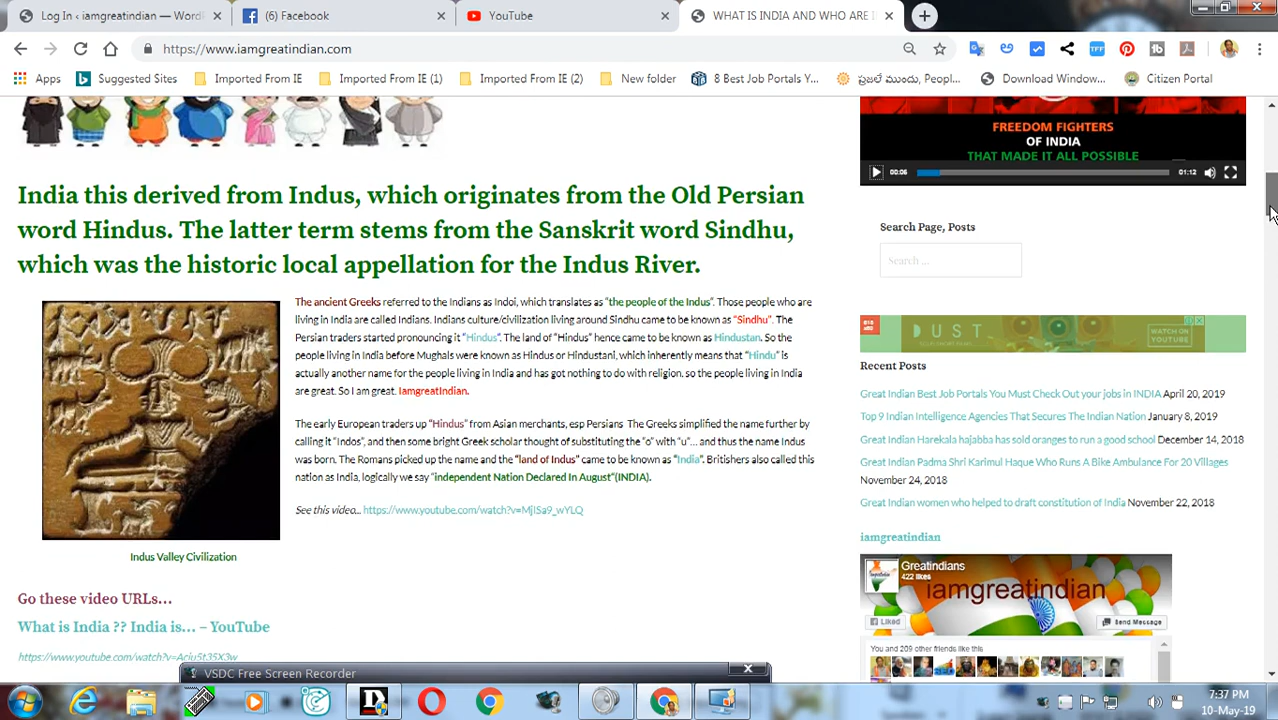 Log In ‹ iamgreatindian — Word
(6) Facebook
YouTube
WHAT IS INDIA AND WHO ARE I
https://www.iamgreatindian.com
Apps
Suggested Sites
Imported From IE
Imported From IE (1)
Imported From IE (2)
New folder
8 Best Job Portals Y...
ప్రజలే ముందు, Peopl...
Download Window...
Citizen Portal
India this derived from Indus, which originates from the Old Persian
word Hindus. The latter term stems from the Sanskrit word Sindhu,
which was the historic local appellation for the Indus River.
The ancient Greeks referred to the Indians as Indoi, which translates as “the people of the Indus”. Those people who are
living in India are called Indians. Indians culture/civilization living around Sindhu came to be known as “Sindhu”. The
Persian traders started pronouncing it “Hindus”. The land of “Hindus” hence came to be known as Hindustan. So the
people living in India before Mughals were known as Hindus or Hindustani, which inherently means that “Hindu” is
actually another name for the people living in India and has got nothing to do with religion. so the people living in India
are great. So I am great. IamgreatIndian.
The early European traders up “Hindus” from Asian merchants, esp Persians The Greeks simplified the name further by
calling it “Indos”, and then some bright Greek scholar thought of substituting the “o” with “u”… and thus the name Indus
was born. The Romans picked up the name and the “land of Indus” came to be known as “India”. Britishers also called this
nation as India, logically we say “independent Nation Declared In August”(INDIA).
See this video... https://www.youtube.com/watch?v=MjISa9_wYLQ
Indus Valley Civilization
Go these video URLs…
What is India ?? India is… – YouTube
https://www.youtube.com/watch?v=Arju5t35X3w
FREEDOM FIGHTERS
OF INDIA
THAT MADE IT ALL POSSIBLE
00:06
01:12
Search Page, Posts
Search …
DUST
WATCH ON
YOUTUBE
Recent Posts
Great Indian Best Job Portals You Must Check Out your jobs in INDIA April 20, 2019
Top 9 Indian Intelligence Agencies That Secures The Indian Nation January 8, 2019
Great Indian Harekala hajabba has sold oranges to run a good school December 14, 2018
Great Indian Padma Shri Karimul Haque Who Runs A Bike Ambulance For 20 Villages
November 24, 2018
Great Indian women who helped to draft constitution of India November 22, 2018
iamgreatindian
Greatindians
422 likes
iamgreatindian
Liked
Send Message
You and 209 other friends like this
VSDC Free Screen Recorder
7:37 PM
10-May-19